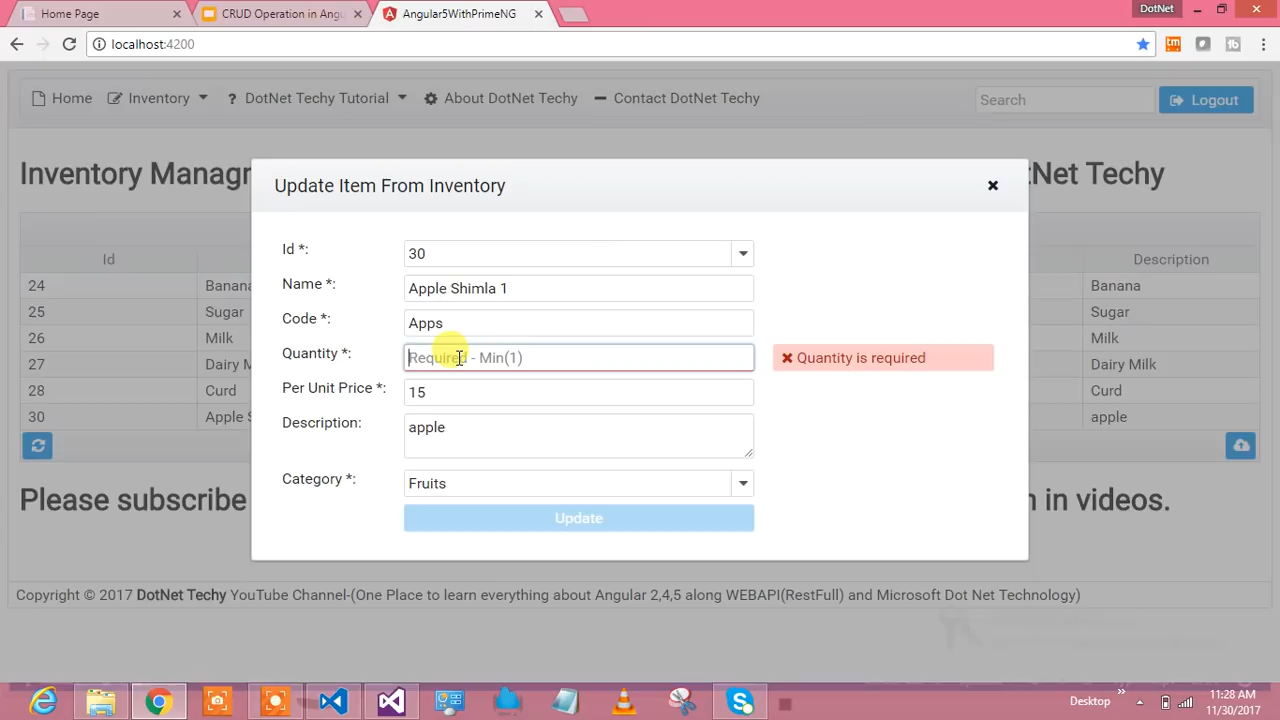 DotNet
Home Page
CRUD Operation in Angu
Angular5WithPrimeNG
localhost:4200
Home
Inventory
? DotNet Techy Tutorial
About DotNet Techy
Contact DotNet Techy
Search
Logout
Inventory Managr
tNet Techy
Update Item From Inventory
Id
Description
24 Banana Banana
25 Sugar Sugar
26 Milk Milk
27 Dairy M Dairy Milk
28 Curd Curd
30 Apple S apple
Id *: 30
Name *: Apple Shimla 1
Code *: Apps
Quantity *: Required - Min(1) Quantity is required
Per Unit Price *: 15
Description: apple
Category *: Fruits
Update
Please subscribe
n in videos.
Copyright © 2017 DotNet Techy YouTube Channel-(One Place to learn everything about Angular 2,4,5 along WEBAPI(RestFull) and Microsoft Dot Net Technology)
Desktop
11:28 AM
11/30/2017